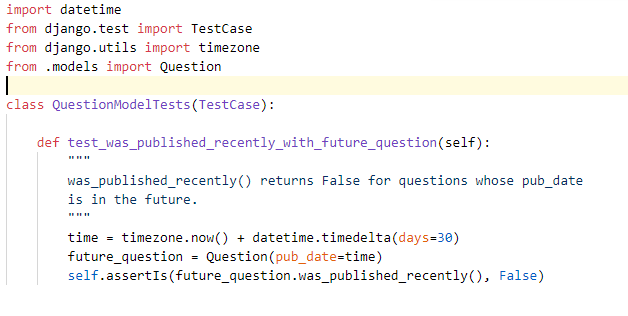 import datetime
from django.test import TestCase
from django.utils import timezone
from .models import Question
class QuestionModelTests(TestCase):
def test_was_published_recently_with_future_question(self):
"""
was_published_recently() returns False for questions whose pub_date
is in the future.
"""
time = timezone.now() + datetime.timedelta(days=30)
future_question = Question(pub_date=time)
self.assertIs(future_question.was_published_recently(), False)